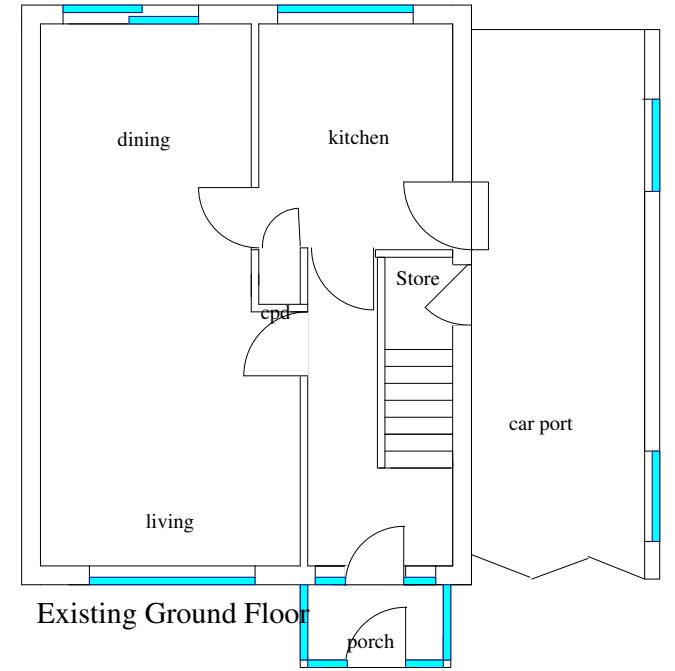 dining
kitchen
Store
cpd
car port
living
Existing Ground Floor
porch